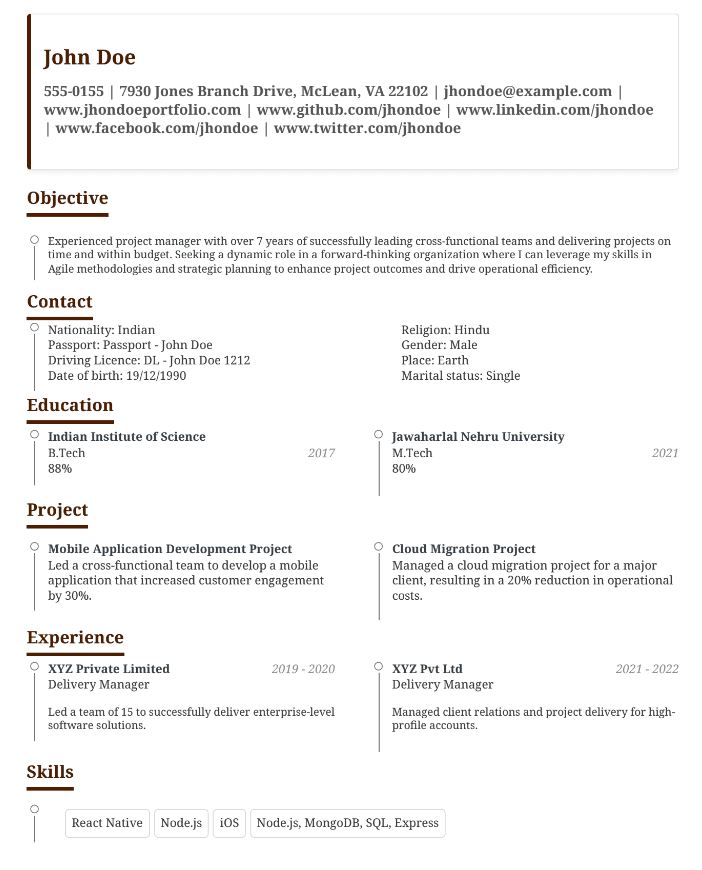 John Doe
555-0155 | 7930 Jones Branch Drive, McLean, VA 22102 | jhondoe@example.com |
www.jhondoeportfolio.com | www.github.com/jhondoe | www.linkedin.com/jhondoe
| www.facebook.com/jhondoe | www.twitter.com/jhondoe
Objective
Experienced project manager with over 7 years of successfully leading cross-functional teams and delivering projects on
time and within budget. Seeking a dynamic role in a forward-thinking organization where I can leverage my skills in
Agile methodologies and strategic planning to enhance project outcomes and drive operational efficiency.
Contact
Nationality: Indian
Passport: Passport - John Doe
Driving Licence: DL - John Doe 1212
Date of birth: 19/12/1990
Religion: Hindu
Gender: Male
Place: Earth
Marital status: Single
Education
Indian Institute of Science
B.Tech 2017
88%
Jawaharlal Nehru University
M.Tech 2021
80%
Project
Mobile Application Development Project
Led a cross-functional team to develop a mobile
application that increased customer engagement
by 30%.
Cloud Migration Project
Managed a cloud migration project for a major
client, resulting in a 20% reduction in operational
costs.
Experience
XYZ Private Limited 2019 - 2020
Delivery Manager
Led a team of 15 to successfully deliver enterprise-level
software solutions.
XYZ Pvt Ltd 2021 - 2022
Delivery Manager
Managed client relations and project delivery for high-
profile accounts.
Skills
React Native Node.js iOS Node.js, MongoDB, SQL, Express